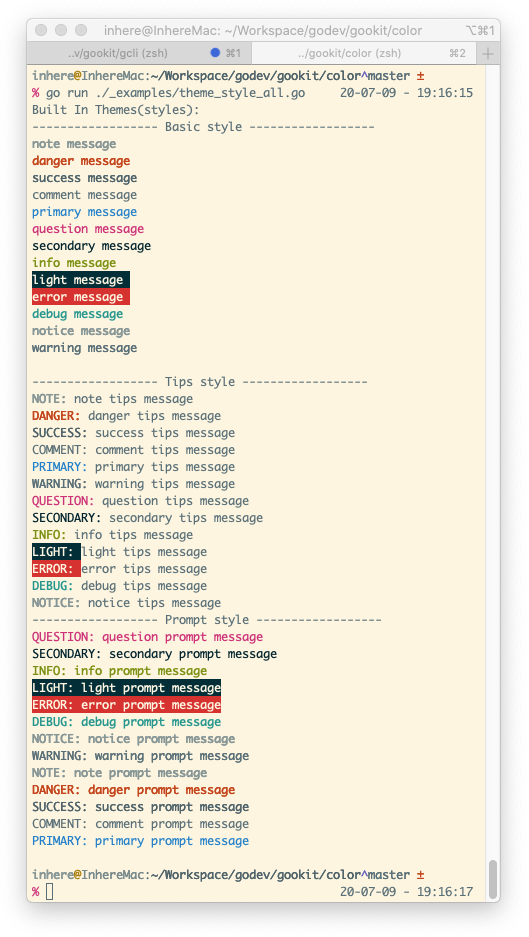 inhere@InhereMac: ~/Workspace/godev/gookit/color ⌥⌘1
../gookit/gcli (zsh) ⌘1 ../gookit/color (zsh) ⌘2 +
inhere@InhereMac:~/Workspace/godev/gookit/color^master ±
% go run ./_examples/theme_style_all.go 20-07-09 - 19:16:15
Built In Themes(styles):
------------------ Basic style ------------------
note message
danger message
success message
comment message
primary message
question message
secondary message
info message
light message
error message
debug message
notice message
warning message
------------------ Tips style ------------------
NOTE: note tips message
DANGER: danger tips message
SUCCESS: success tips message
COMMENT: comment tips message
PRIMARY: primary tips message
WARNING: warning tips message
QUESTION: question tips message
SECONDARY: secondary tips message
INFO: info tips message
LIGHT: light tips message
ERROR: error tips message
DEBUG: debug tips message
NOTICE: notice tips message
------------------ Prompt style ------------------
QUESTION: question prompt message
SECONDARY: secondary prompt message
INFO: info prompt message
LIGHT: light prompt message
ERROR: error prompt message
DEBUG: debug prompt message
NOTICE: notice prompt message
WARNING: warning prompt message
NOTE: note prompt message
DANGER: danger prompt message
SUCCESS: success prompt message
COMMENT: comment prompt message
PRIMARY: primary prompt message
inhere@InhereMac:~/Workspace/godev/gookit/color^master ±
% 20-07-09 - 19:16:17